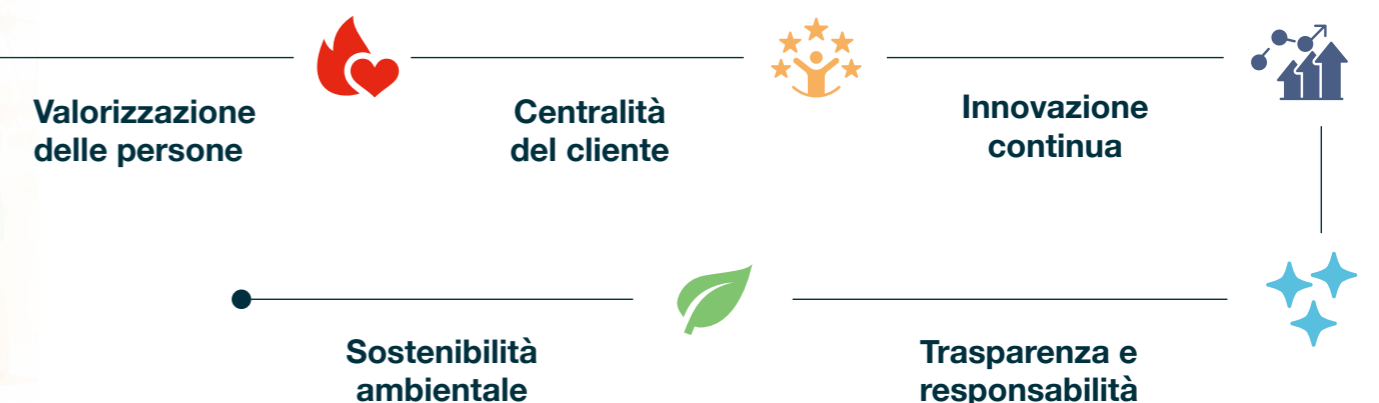 Valorizzazione
delle persone
Centralità
del cliente
Innovazione
continua
Sostenibilità
ambientale
Trasparenza e
responsabilità